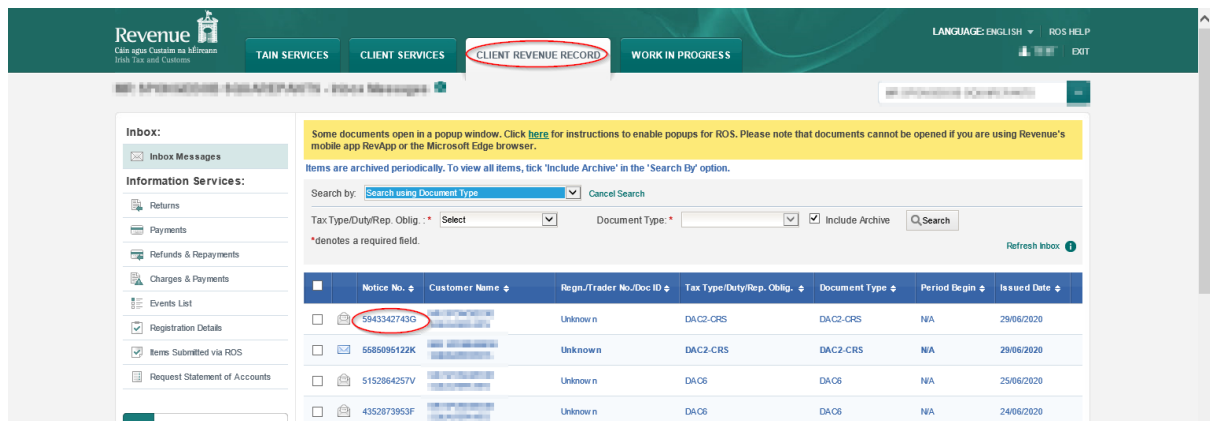 Revenue
Cáin agus Custaim na hÉireann
Irish Tax and Customs
TAIN SERVICES
CLIENT SERVICES
CLIENT REVENUE RECORD
WORK IN PROGRESS
LANGUAGE: ENGLISH
ROS HELP
EXIT
Inbox Messages
Inbox:
Inbox Messages
Information Services:
Returns
Payments
Refunds & Repayments
Charges & Payments
Events List
Registration Details
Items Submitted via ROS
Request Statement of Accounts
Some documents open in a popup window. Click here for instructions to enable popups for ROS. Please note that documents cannot be opened if you are using Revenue's
mobile app RevApp or the Microsoft Edge browser.
Items are archived periodically. To view all items, tick 'Include Archive' in the 'Search By' option.
Search by: Search using Document Type Cancel Search
Tax Type/Duty/Rep. Oblig. : * Select Document Type: * Include Archive Search
*denotes a required field.
Refresh Inbox
Notice No. Customer Name Regn./Trader No./Doc ID Tax Type/Duty/Rep. Oblig. Document Type Period Begin Issued Date
5943342743G Unknown DAC2-CRS DAC2-CRS N/A 29/06/2020
5585095122K Unknown DAC2-CRS DAC2-CRS N/A 29/06/2020
5152864257V Unknown DAC6 DAC6 N/A 25/06/2020
4352873953F Unknown DAC6 DAC6 N/A 24/06/2020